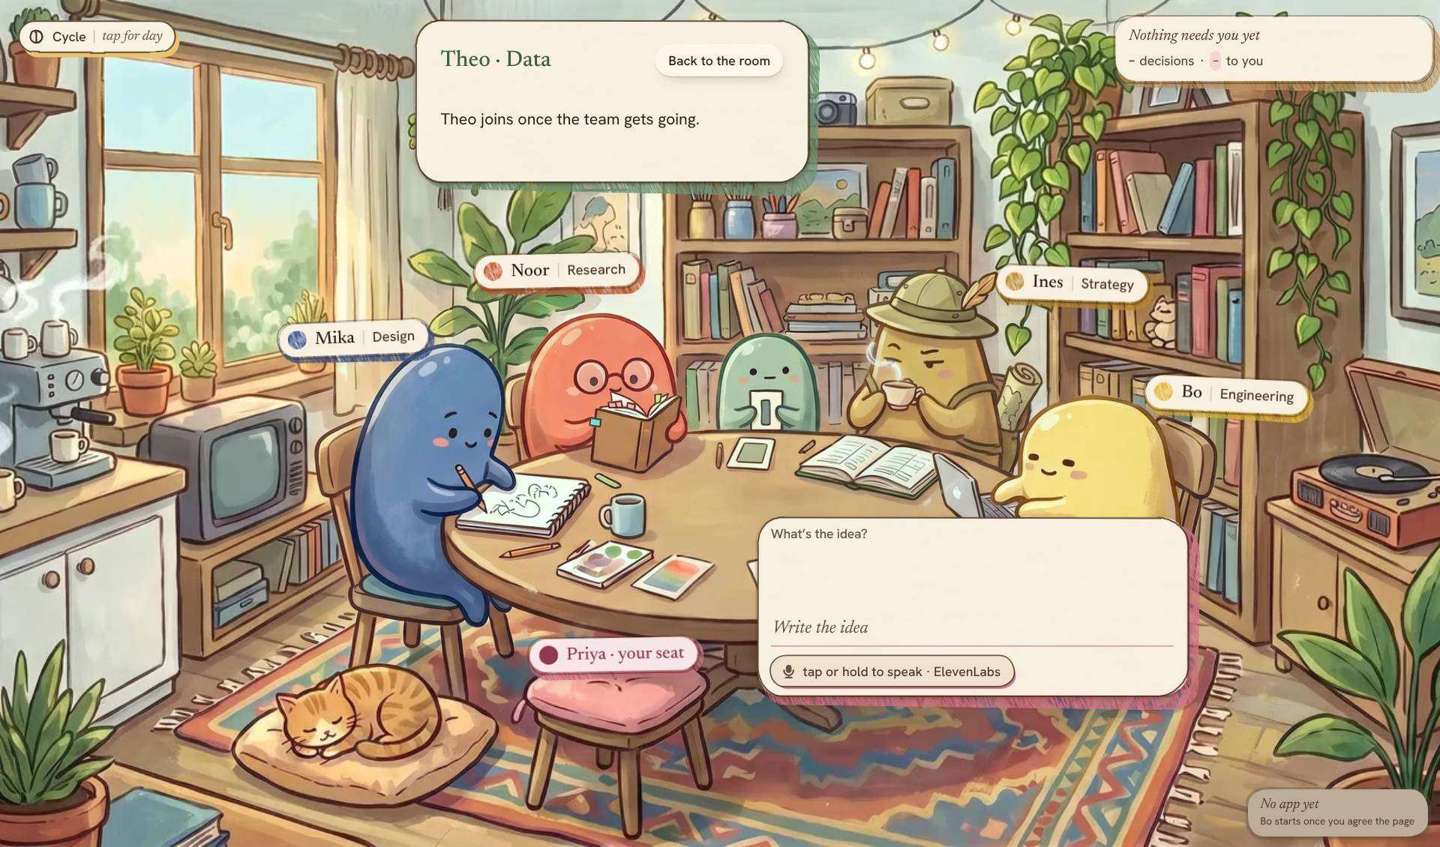 Cycle | tap for day
Theo · Data
Back to the room
Theo joins once the team gets going.
Nothing needs you yet
– decisions · – to you
Noor | Research
Ines | Strategy
Mika | Design
Bo | Engineering
What's the idea?
Write the idea
tap or hold to speak · ElevenLabs
Priya · your seat
No app yet
Bo starts once you agree the page